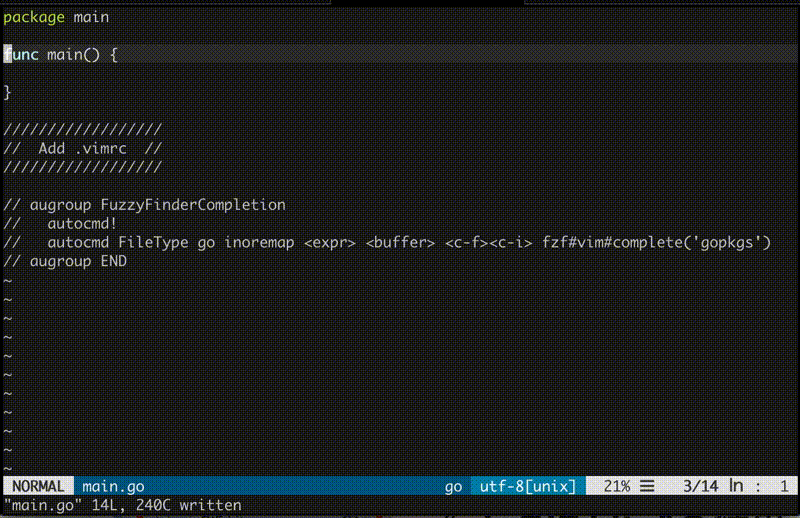 package main
func main() {
}
//////////////////
//  Add .vimrc  //
//////////////////
// augroup FuzzyFinderCompletion
//   autocmd!
//   autocmd FileType go inoremap <expr> <buffer> <c-f><c-i> fzf#vim#complete('gopkgs')
// augroup END
~
~
~
~
~
~
~
~
~
~
~
NORMAL main.go go utf-8[unix] 21% ☰ 3/14 ln : 1
"main.go" 14L, 240C written